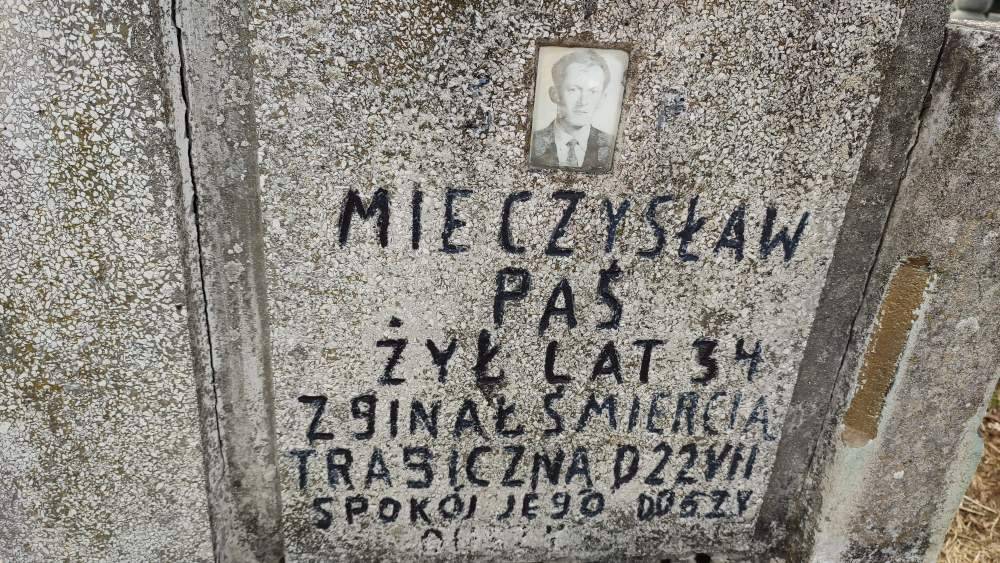 MIECZYSŁAW
PAŚ
ŻYŁ LAT 34
ZGINAŁ ŚMIERCIĄ
TRAGICZNĄ D 22 VII
SPOKÓJ JEGO DUSZY